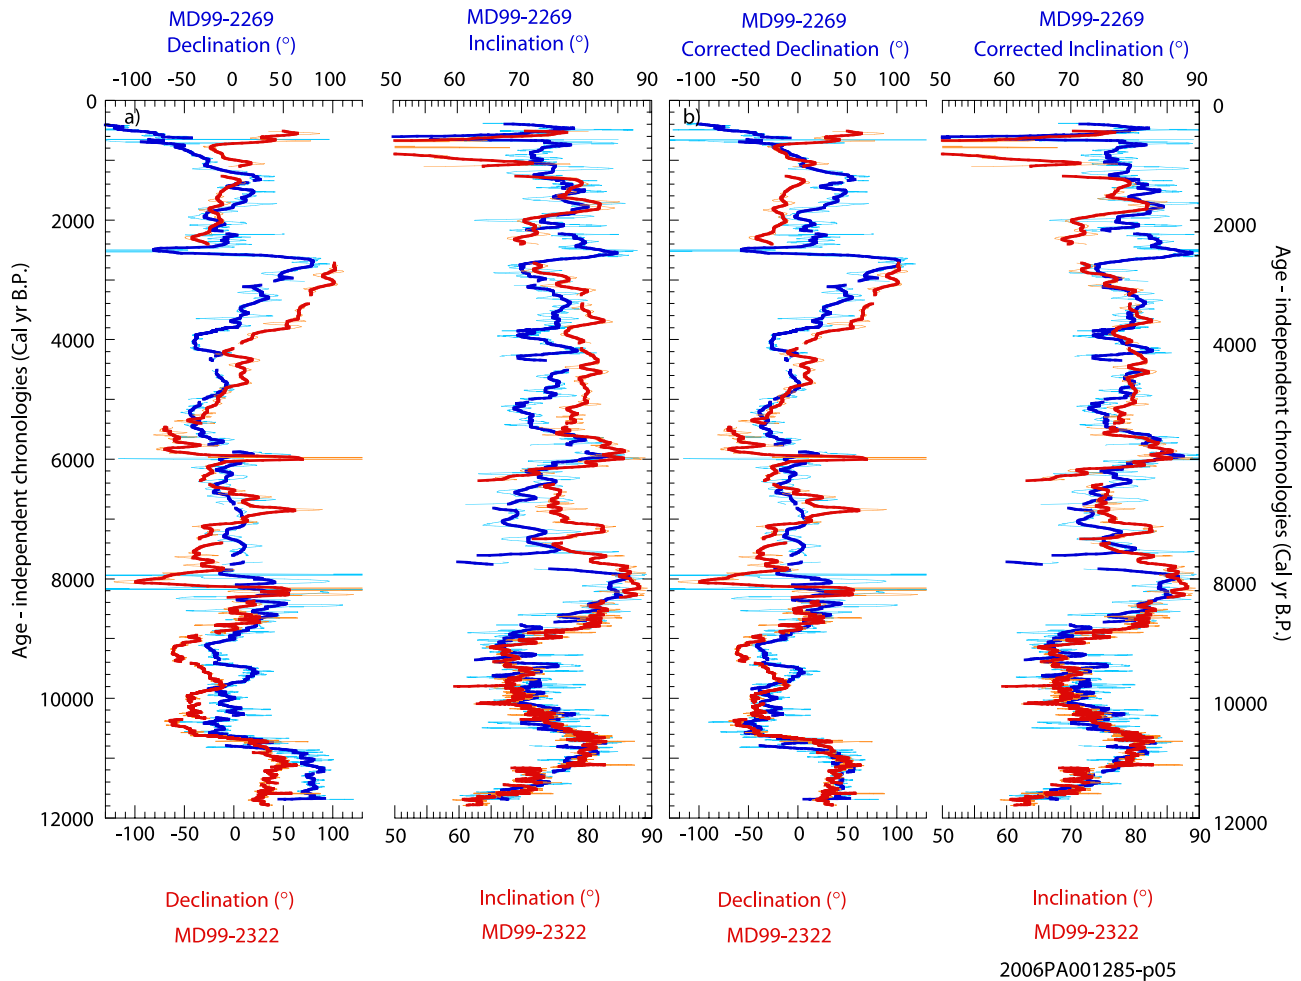 MD99-2269
Declination (°)
MD99-2269
Inclination (°)
MD99-2269
Corrected Declination (°)
MD99-2269
Corrected Inclination (°)
-100 -50 0 50 100
50 60 70 80 90
-100 -50 0 50 100
50 60 70 80 90
a)
b)
0
2000
4000
6000
8000
10000
12000
Age - independent chronologies (Cal yr B.P.)
0
2000
4000
6000
8000
10000
12000
Age - independent chronologies (Cal yr B.P.)
-100 -50 0 50 100
50 60 70 80 90
-100 -50 0 50 100
50 60 70 80 90
Declination (°)
MD99-2322
Inclination (°)
MD99-2322
Declination (°)
MD99-2322
Inclination (°)
MD99-2322
2006PA001285-p05